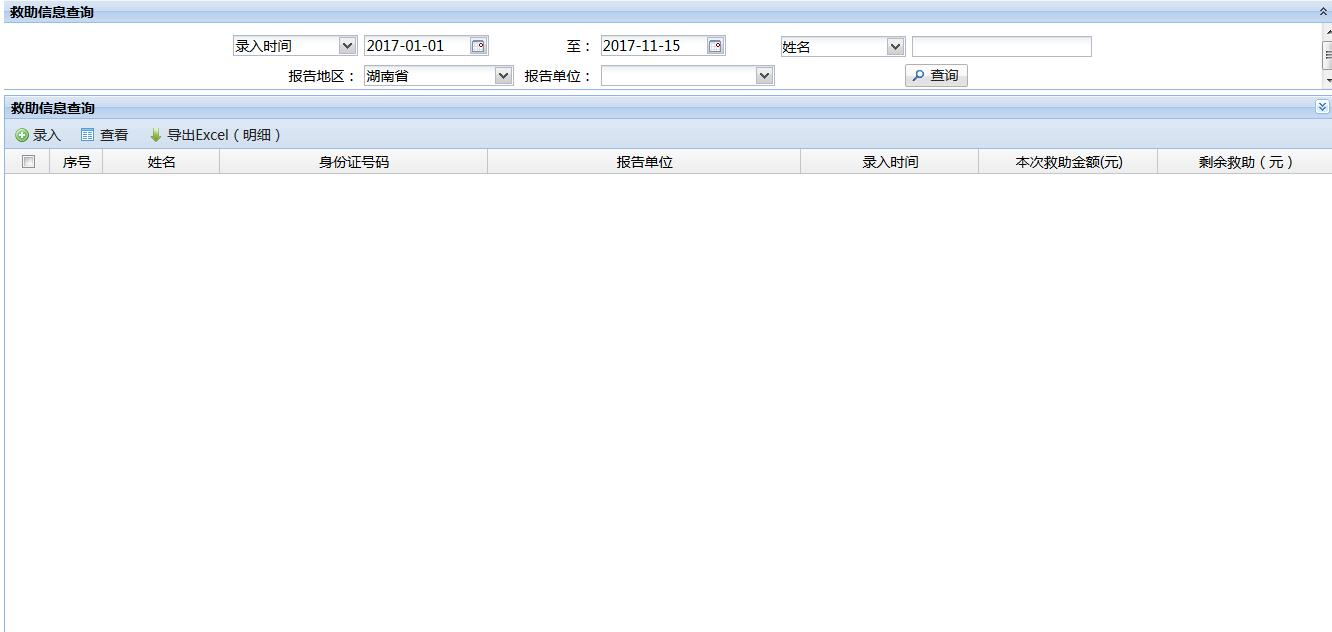 救助信息查询
录入时间 2017-01-01 至： 2017-11-15 姓名
报告地区： 湖南省 报告单位： 查询
救助信息查询
录入 查看 导出Excel（明细）
序号 姓名 身份证号码 报告单位 录入时间 本次救助金额(元) 剩余救助（元）